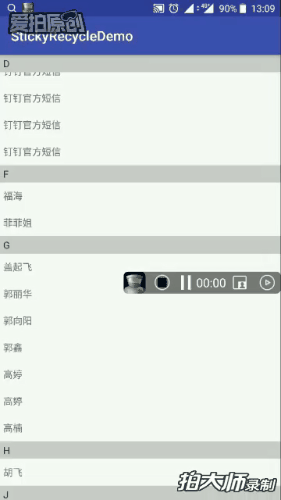 爱拍原创
4G 90% 13:09
StickyRecycleDemo
D
钉钉官方短信
钉钉官方短信
钉钉官方短信
钉钉官方短信
F
福海
菲菲姐
G
盖起飞
00:00
郭丽华
郭向阳
郭鑫
高婷
高婷
高楠
H
胡飞
拍大师录制
J